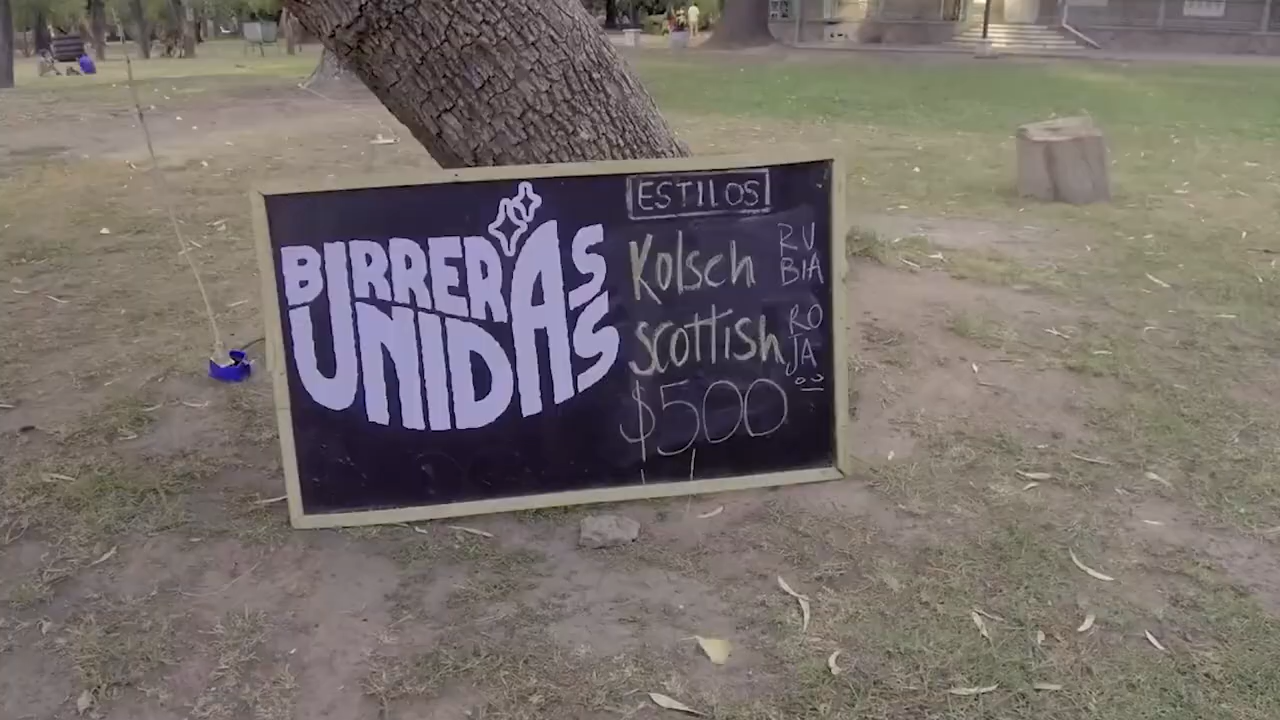 BIRRERAS
UNIDAS
ESTILOS
Kolsch RUBIA
Scottish ROJA
$500